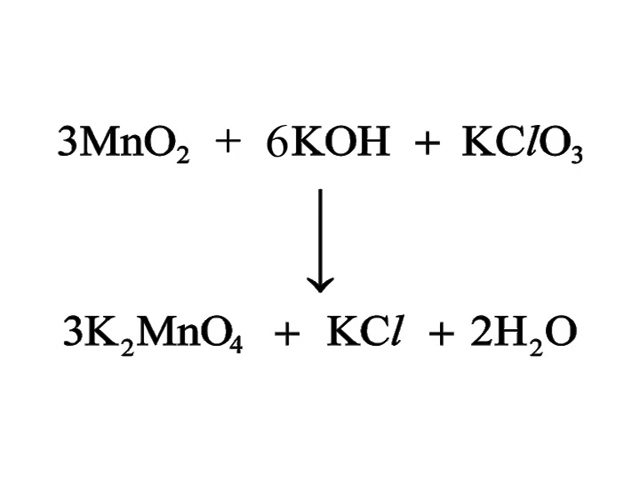 3MnO₂ + 6KOH + KClO₃
↓
3K₂MnO₄ + KCl + 2H₂O